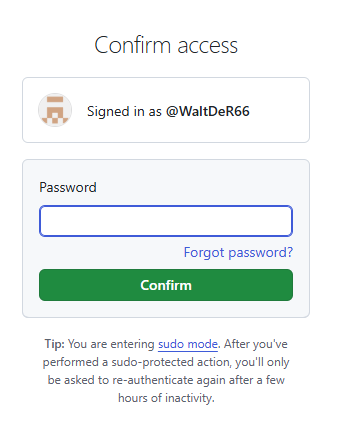 Confirm access
Signed in as @WaltDeR66
Password
Forgot password?
Confirm
Tip: You are entering sudo mode. After you've
performed a sudo-protected action, you'll only
be asked to re-authenticate again after a few
hours of inactivity.